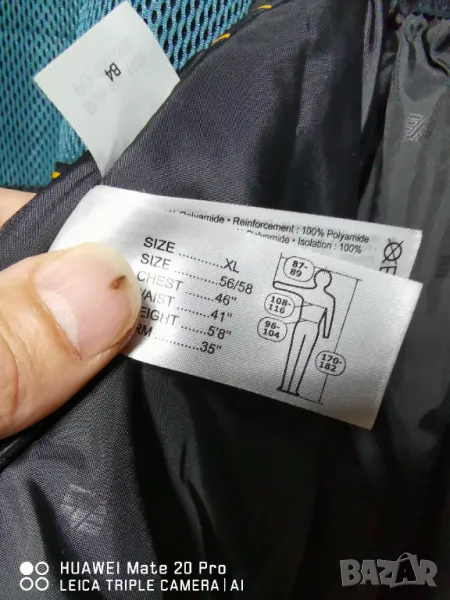 B4
Polyamide • Reinforcement : 100% Polyamide
Polyamide • Isolation : 100%
SIZE ........... XL
SIZE ........... 56/58
CHEST ........ 46"
WAIST ........ 41"
HEIGHT ...... 5'8"
ARM ........... 35"
87-
89
108-
116
96-
104
170-
182
HUAWEI Mate 20 Pro
LEICA TRIPLE CAMERA | AI
BAZAR